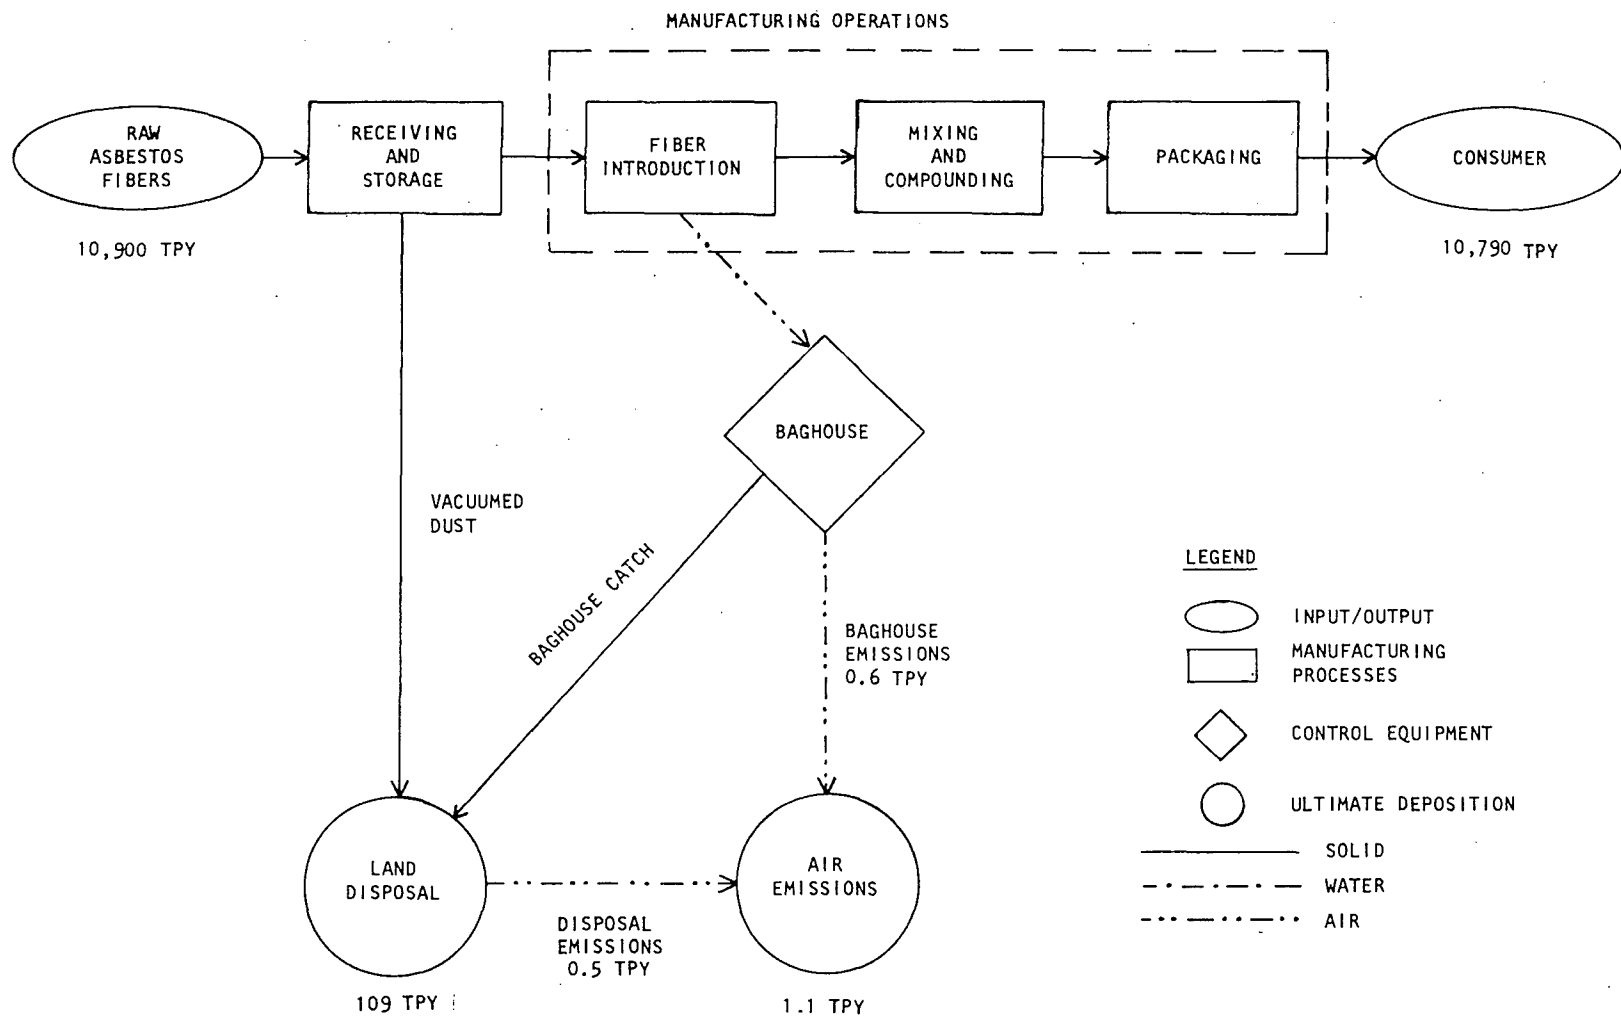 MANUFACTURING OPERATIONS
RAW
ASBESTOS
FIBERS
10,900 TPY
RECEIVING
AND
STORAGE
FIBER
INTRODUCTION
MIXING
AND
COMPOUNDING
PACKAGING
CONSUMER
10,790 TPY
BAGHOUSE
VACUUMED
DUST
BAGHOUSE CATCH
BAGHOUSE
EMISSIONS
0.6 TPY
LAND
DISPOSAL
109 TPY
DISPOSAL
EMISSIONS
0.5 TPY
AIR
EMISSIONS
1.1 TPY
LEGEND
INPUT/OUTPUT
MANUFACTURING
PROCESSES
CONTROL EQUIPMENT
ULTIMATE DEPOSITION
SOLID
WATER
AIR